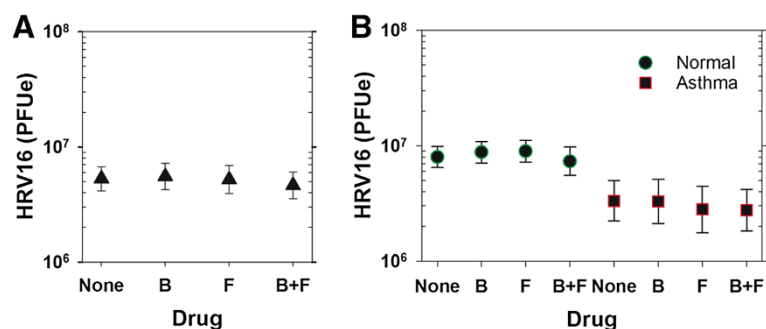 A
HRV16 (PFUe)
10⁸
10⁷
10⁶
None B F B+F
Drug
B
HRV16 (PFUe)
10⁸
10⁷
10⁶
Normal
Asthma
None B F B+F None B F B+F
Drug